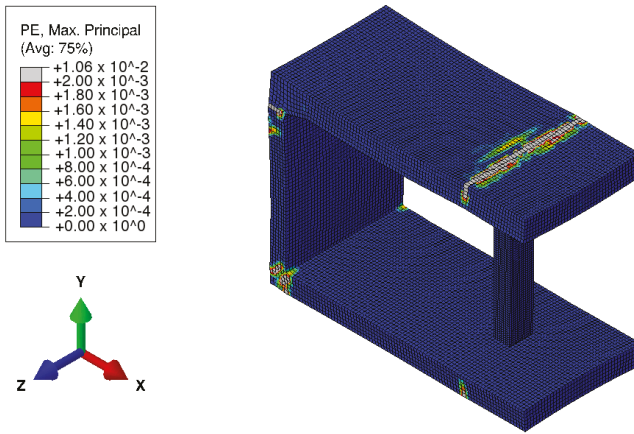 PE, Max. Principal
(Avg: 75%)
+1.06 x 10^-2
+2.00 x 10^-3
+1.80 x 10^-3
+1.60 x 10^-3
+1.40 x 10^-3
+1.20 x 10^-3
+1.00 x 10^-3
+8.00 x 10^-4
+6.00 x 10^-4
+4.00 x 10^-4
+2.00 x 10^-4
+0.00 x 10^0
Y
Z
X